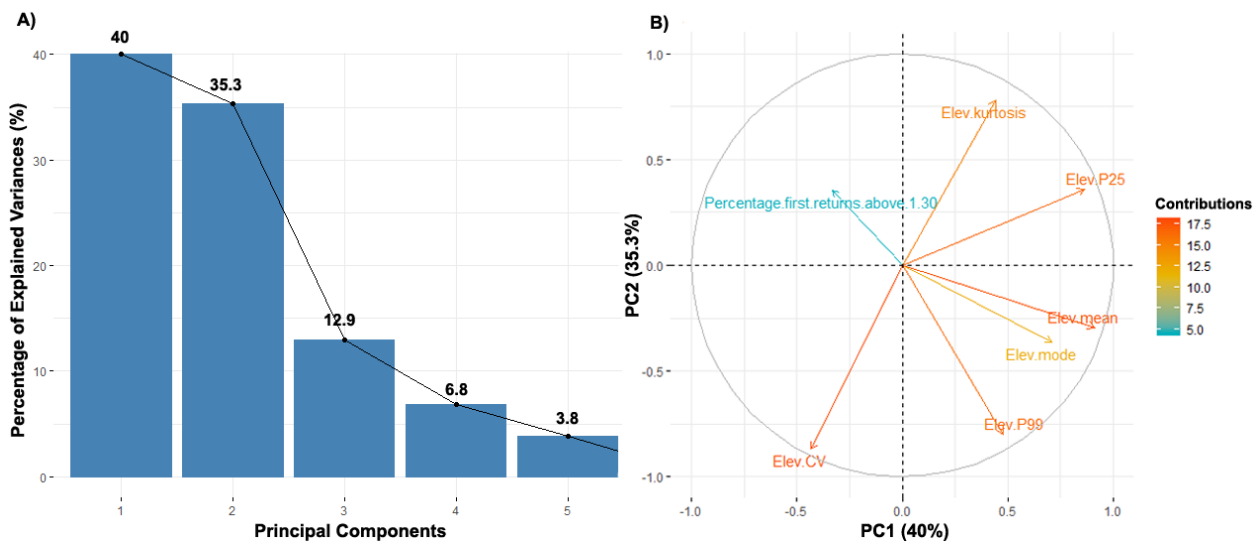 A)
Percentage of Explained Variances (%)
40
30
20
10
0
40
35.3
12.9
6.8
3.8
1 2 3 4 5
Principal Components
B)
PC2 (35.3%)
1.0
0.5
0.0
-0.5
-1.0
Elev.kurtosis
Elev.P25
Percentage.first.returns.above.1.30
Elev.mean
Elev.mode
Elev.P99
Elev.CV
-1.0 -0.5 0.0 0.5 1.0
PC1 (40%)
Contributions
17.5
15.0
12.5
10.0
7.5
5.0